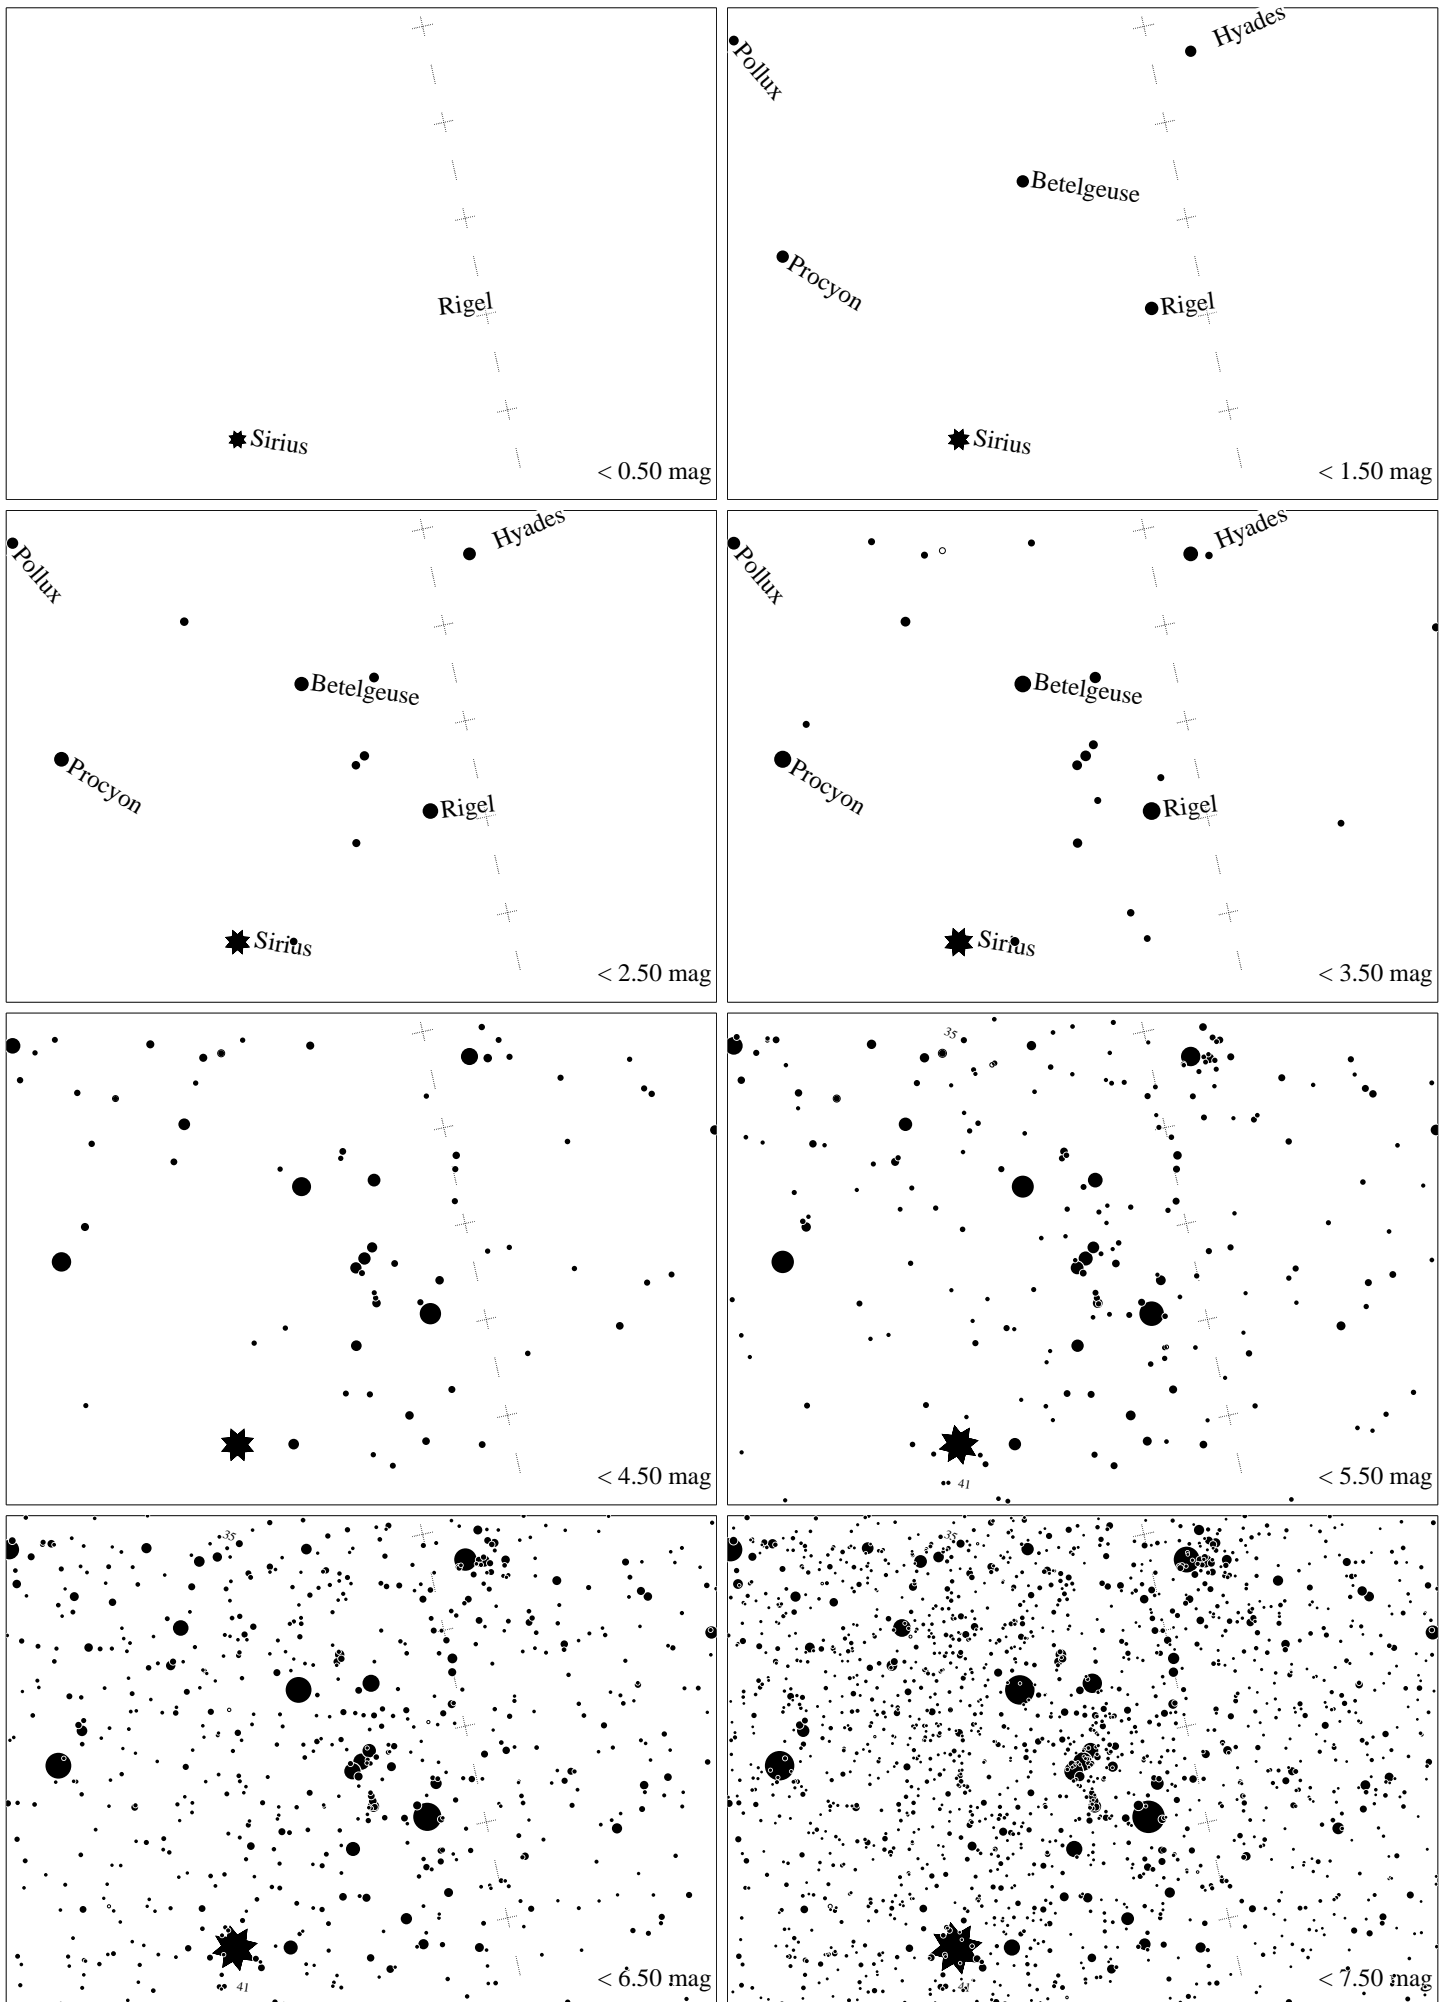 Rigel
Sirius
< 0.50 mag
Hyades
Pollux
Betelgeuse
Procyon
Rigel
Sirius
< 1.50 mag
Hyades
Pollux
Betelgeuse
Procyon
Rigel
Sirius
< 2.50 mag
Hyades
Pollux
Betelgeuse
Procyon
Rigel
Sirius
< 3.50 mag
< 4.50 mag
35
41
< 5.50 mag
35
41
< 6.50 mag
35
41
< 7.50 mag